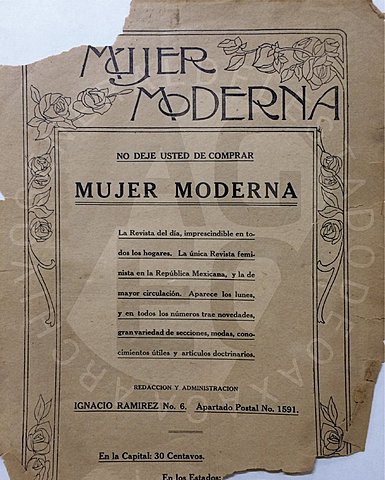 MUJER
MODERNA
NO DEJE USTED DE COMPRAR
MUJER MODERNA
La Revista del día, imprescindible en to-
dos los hogares. La única Revista femi-
nista en la República Mexicana, y la de
mayor circulación. Aparece los lunes,
y en todos los números trae novedades,
gran variedad de secciones, modas, cono-
cimientos útiles y artículos doctrinarios.
REDACCION Y ADMINISTRACION
IGNACIO RAMIREZ No. 6. Apartado Postal No. 1591.
En la Capital: 30 Centavos.
En los Estados: